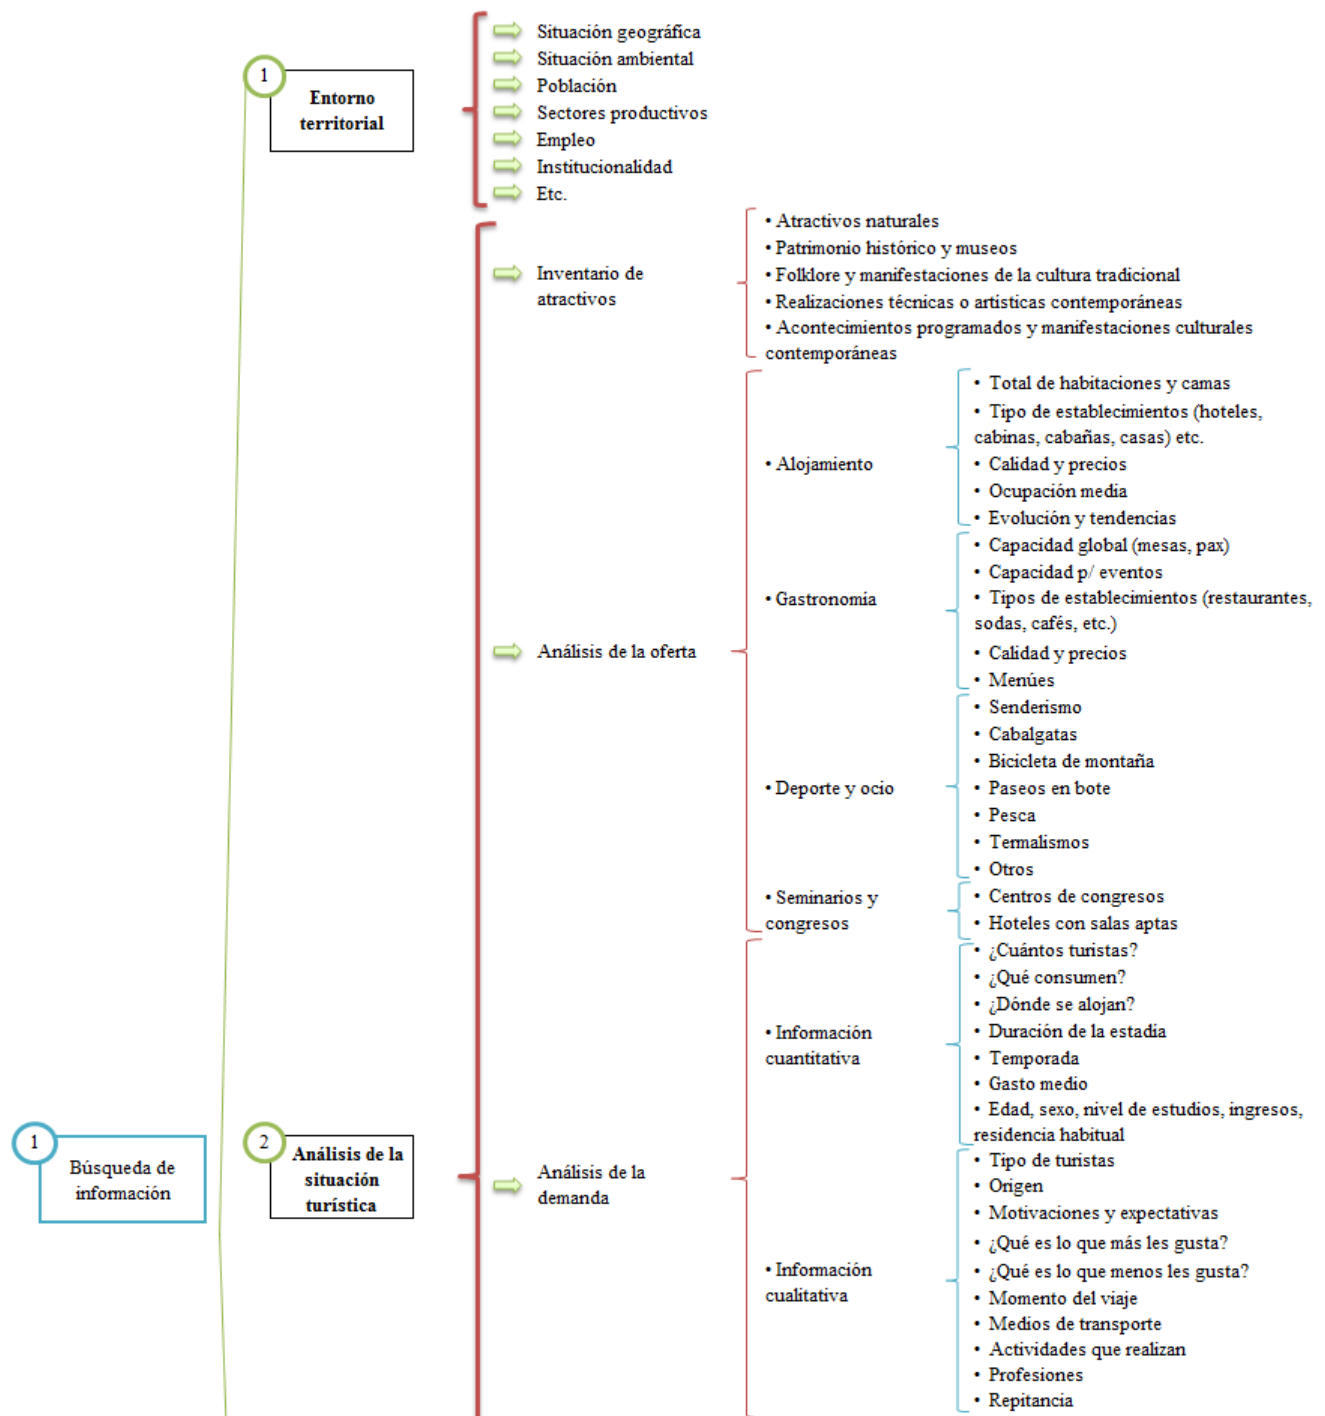 1
Entorno
territorial
Situación geográfica
Situación ambiental
Población
Sectores productivos
Empleo
Institucionalidad
Etc.
Inventario de
atractivos
• Atractivos naturales
• Patrimonio histórico y museos
• Folklore y manifestaciones de la cultura tradicional
• Realizaciones técnicas o artísticas contemporáneas
• Acontecimientos programados y manifestaciones culturales
contemporáneas
Análisis de la oferta
• Alojamiento
• Total de habitaciones y camas
• Tipo de establecimientos (hoteles,
cabinas, cabañas, casas) etc.
• Calidad y precios
• Ocupación media
• Evolución y tendencias
• Gastronomía
• Capacidad global (mesas, pax)
• Capacidad p/ eventos
• Tipos de establecimientos (restaurantes,
sodas, cafés, etc.)
• Calidad y precios
• Menúes
• Deporte y ocio
• Senderismo
• Cabalgatas
• Bicicleta de montaña
• Paseos en bote
• Pesca
• Termalismos
• Otros
• Seminarios y
congresos
• Centros de congresos
• Hoteles con salas aptas
1
Búsqueda de
información
2
Análisis de la
situación
turística
Análisis de la
demanda
• Información
cuantitativa
• ¿Cuántos turistas?
• ¿Qué consumen?
• ¿Dónde se alojan?
• Duración de la estadía
• Temporada
• Gasto medio
• Edad, sexo, nivel de estudios, ingresos,
residencia habitual
• Información
cualitativa
• Tipo de turistas
• Origen
• Motivaciones y expectativas
• ¿Qué es lo que más les gusta?
• ¿Qué es lo que menos les gusta?
• Momento del viaje
• Medios de transporte
• Actividades que realizan
• Profesiones
• Repitancia